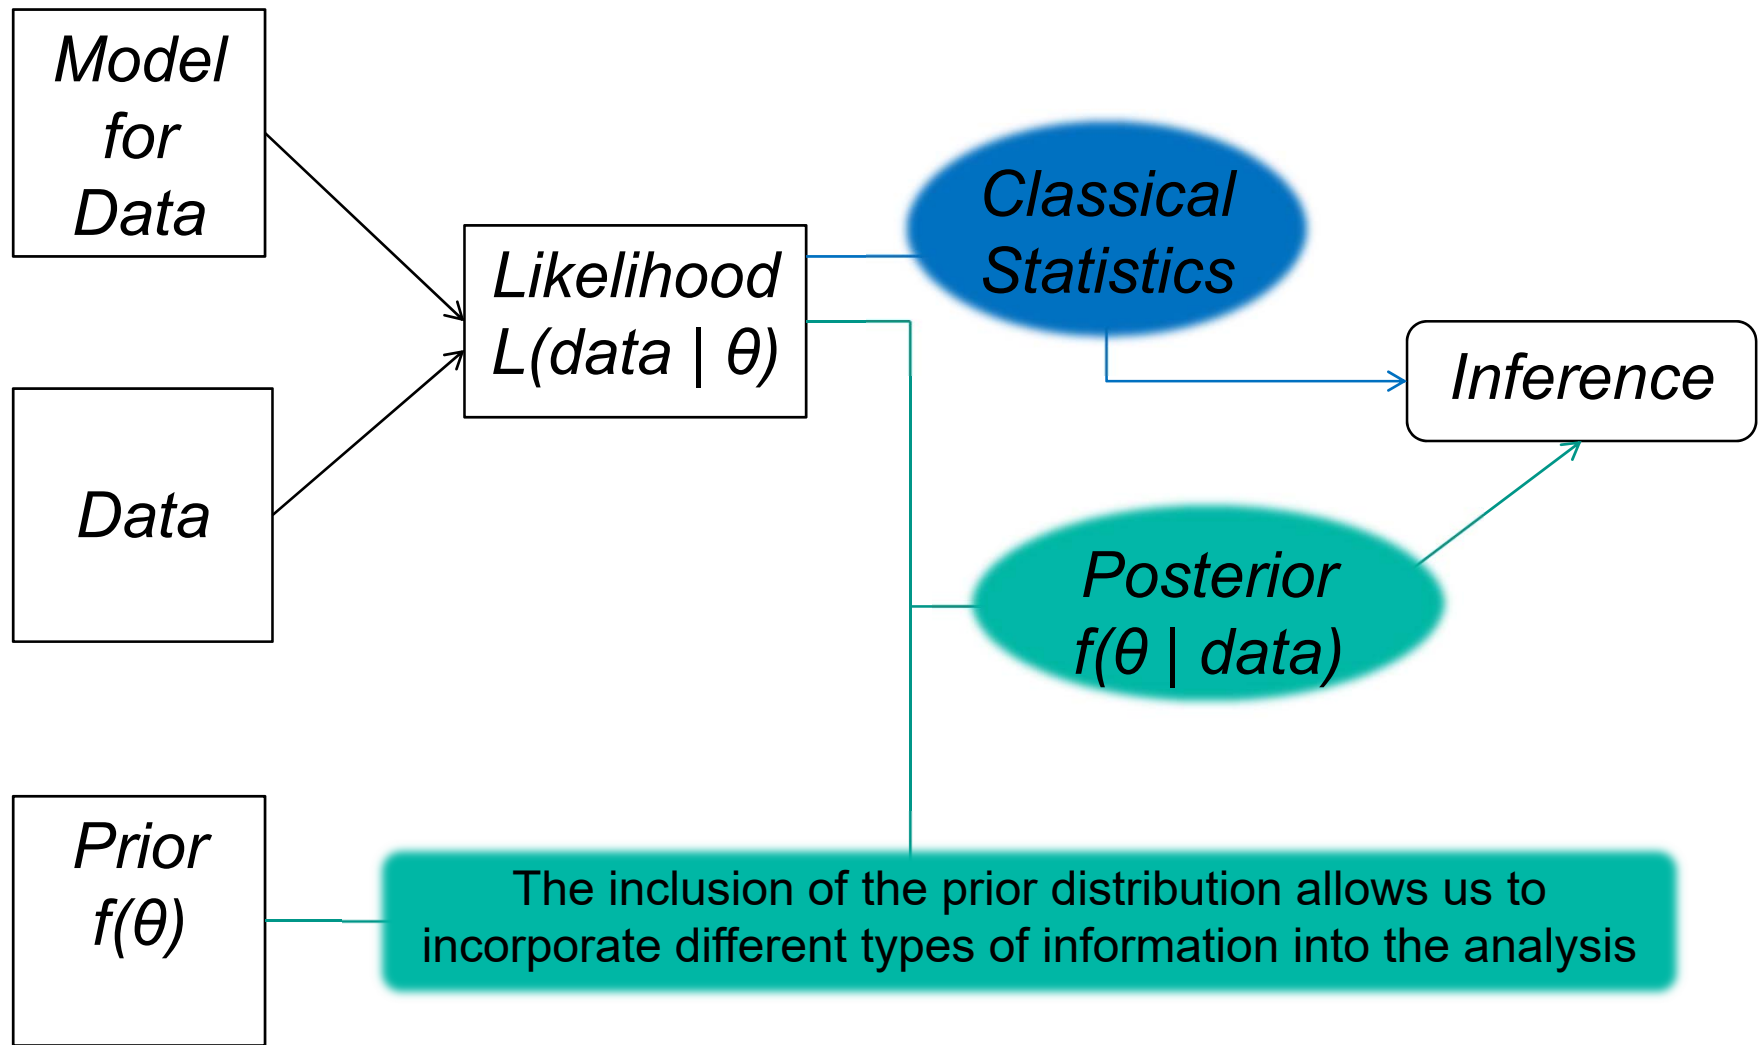 Model
for
Data
Likelihood
L(data | θ)
Classical
Statistics
Inference
Data
Posterior
f(θ | data)
Prior
f(θ)
The inclusion of the prior distribution allows us to
incorporate different types of information into the analysis